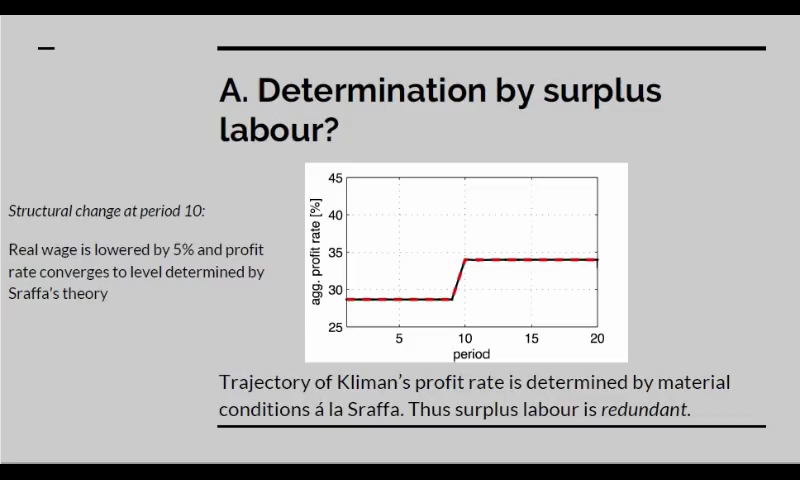 A. Determination by surplus
labour?
Structural change at period 10:
Real wage is lowered by 5% and profit
rate converges to level determined by
Sraffa's theory
agg. profit rate [%]
45
40
35
30
25
5 10 15 20
period
Trajectory of Kliman's profit rate is determined by material
conditions á la Sraffa. Thus surplus labour is redundant.